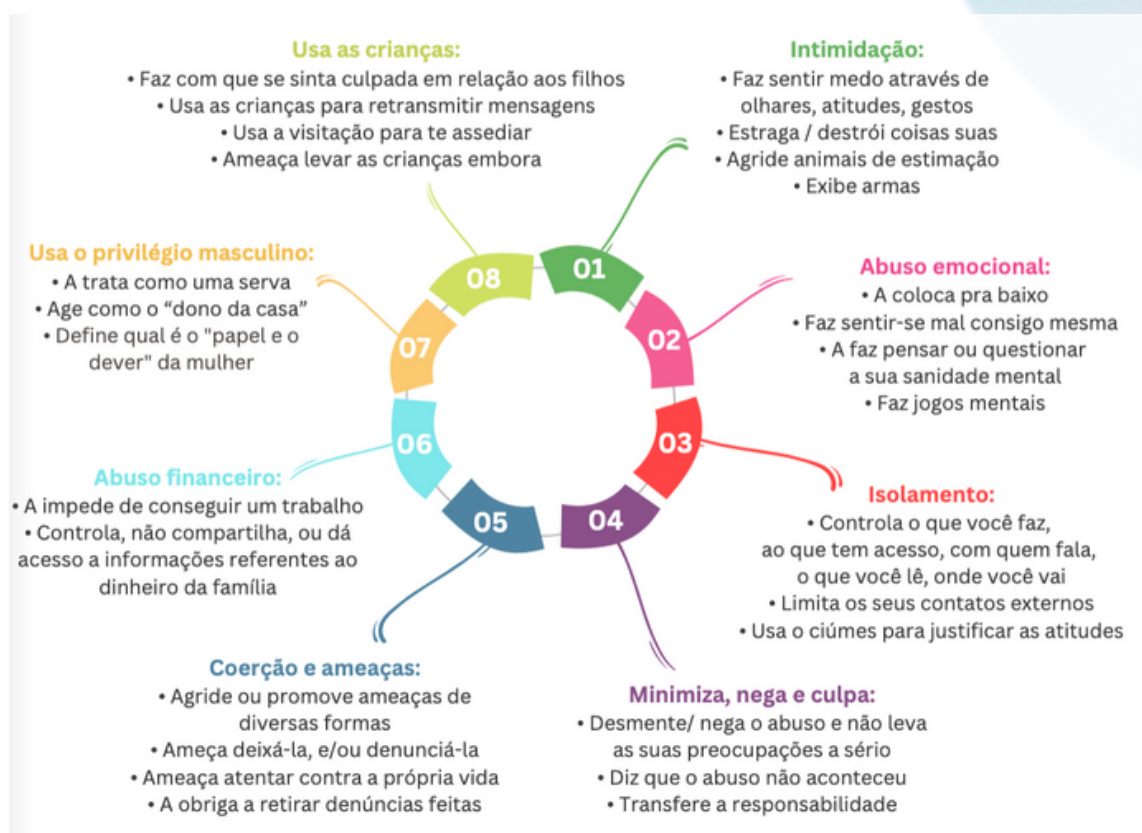 Usa as crianças:
• Faz com que se sinta culpada em relação aos filhos
• Usa as crianças para retransmitir mensagens
• Usa a visitação para te assediar
• Ameaça levar as crianças embora
Intimidação:
• Faz sentir medo através de
olhares, atitudes, gestos
• Estraga / destrói coisas suas
• Agride animais de estimação
• Exibe armas
Usa o privilégio masculino:
• A trata como uma serva
• Age como o “dono da casa”
• Define qual é o "papel e o
dever" da mulher
Abuso emocional:
• A coloca pra baixo
• Faz sentir-se mal consigo mesma
• A faz pensar ou questionar
a sua sanidade mental
• Faz jogos mentais
08
01
07
02
06
03
05
04
Abuso financeiro:
• A impede de conseguir um trabalho
• Controla, não compartilha, ou dá
acesso a informações referentes ao
dinheiro da família
Isolamento:
• Controla o que você faz,
ao que tem acesso, com quem fala,
o que você lê, onde você vai
• Limita os seus contatos externos
• Usa o ciúmes para justificar as atitudes
Coerção e ameaças:
• Agride ou promove ameaças de
diversas formas
• Ameça deixá-la, e/ou denunciá-la
• Ameaça atentar contra a própria vida
• A obriga a retirar denúncias feitas
Minimiza, nega e culpa:
• Desmente/ nega o abuso e não leva
as suas preocupações a sério
• Diz que o abuso não aconteceu
• Transfere a responsabilidade